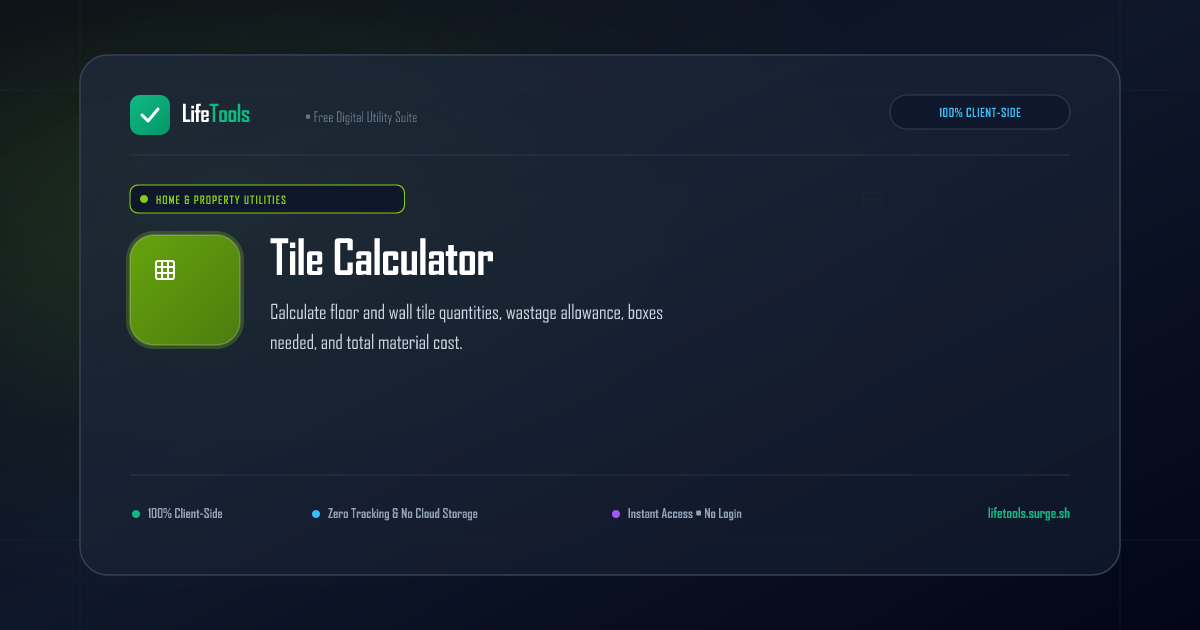 LifeTools
• Free Digital Utility Suite
100% CLIENT-SIDE
HOME & PROPERTY UTILITIES
Tile Calculator
Calculate floor and wall tile quantities, wastage allowance, boxes
needed, and total material cost.
100% Client-Side
Zero Tracking & No Cloud Storage
Instant Access • No Login
lifetools.surge.sh